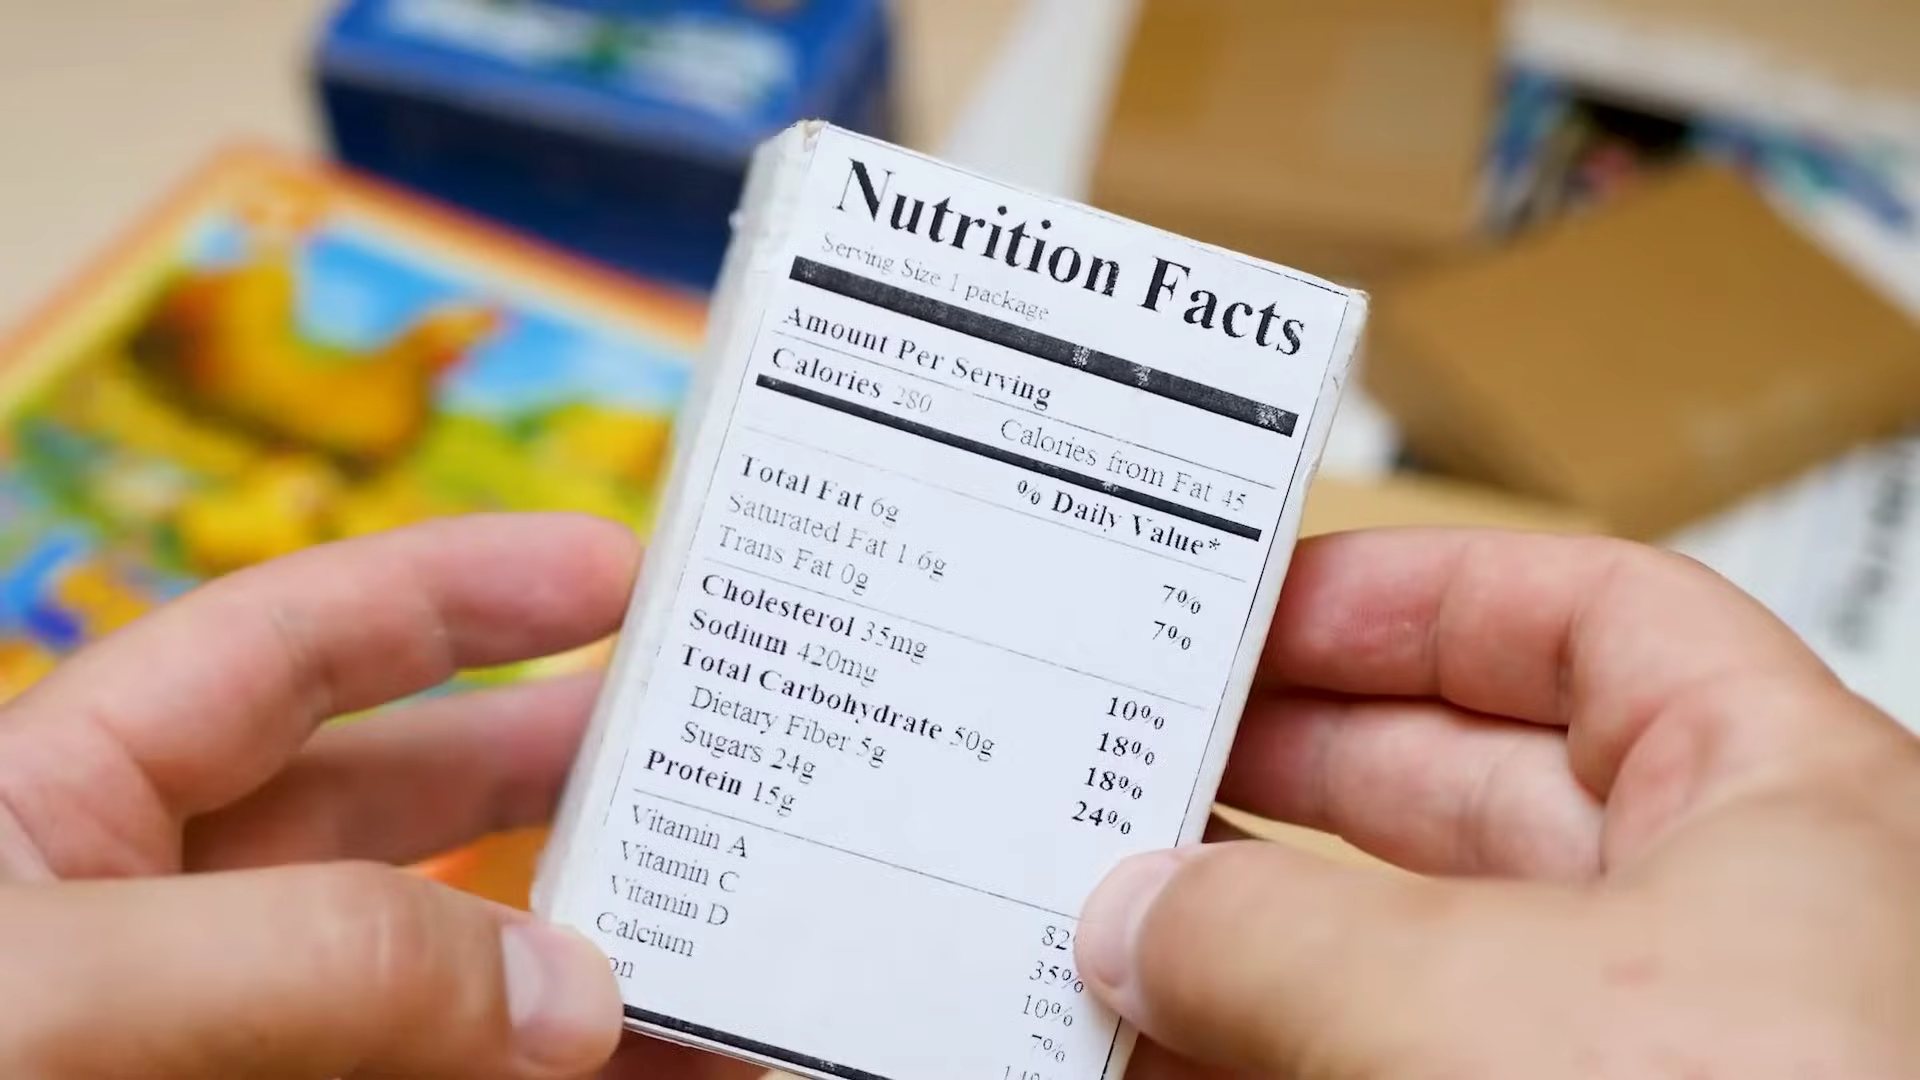 Nutrition Facts
Serving Size 1 package
Amount Per Serving
Calories 280 Calories from Fat 45
% Daily Value*
Total Fat 6g 7%
Saturated Fat 1.6g 7%
Trans Fat 0g
Cholesterol 35mg 10%
Sodium 420mg 18%
Total Carbohydrate 50g 18%
Dietary Fiber 5g 24%
Sugars 24g
Protein 15g
Vitamin A 82
Vitamin C 35%
Vitamin D 10%
Calcium 7%
on